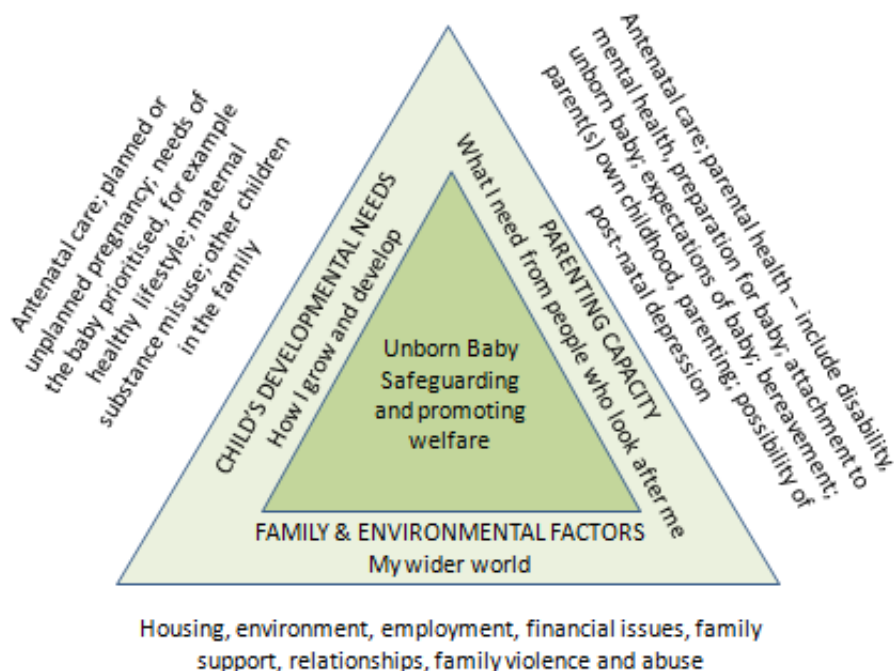 Antenatal care; planned or
unplanned pregnancy; needs of
the baby prioritised, for example
healthy lifestyle; maternal
substance misuse; other children
in the family
CHILD'S DEVELOPMENTAL NEEDS
How I grow and develop
Unborn Baby
Safeguarding
and promoting
welfare
What I need from people who look after me
PARENTING CAPACITY
Antenatal care; parental health – include disability,
mental health, preparation for baby; attachment to
unborn baby; expectations of baby; bereavement;
parent(s) own childhood, parenting; possibility of
post-natal depression
FAMILY & ENVIRONMENTAL FACTORS
My wider world
Housing, environment, employment, financial issues, family
support, relationships, family violence and abuse